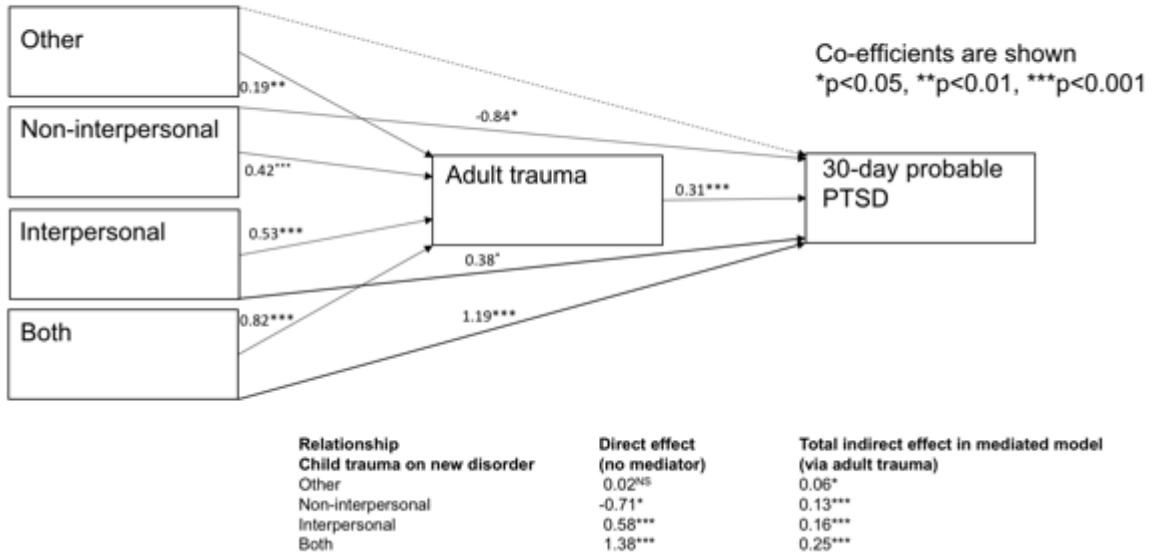 Other
0.19**
Non-interpersonal
0.42***
Interpersonal
0.53***
Both
0.82***
Adult trauma
-0.84*
0.31***
0.38*
1.19***
30-day probable
PTSD
Co-efficients are shown
*p<0.05, **p<0.01, ***p<0.001
Relationship Direct effect Total indirect effect in mediated model
Child trauma on new disorder (no mediator) (via adult trauma)
Other 0.02NS 0.06*
Non-interpersonal -0.71* 0.13***
Interpersonal 0.58*** 0.16***
Both 1.38*** 0.25***